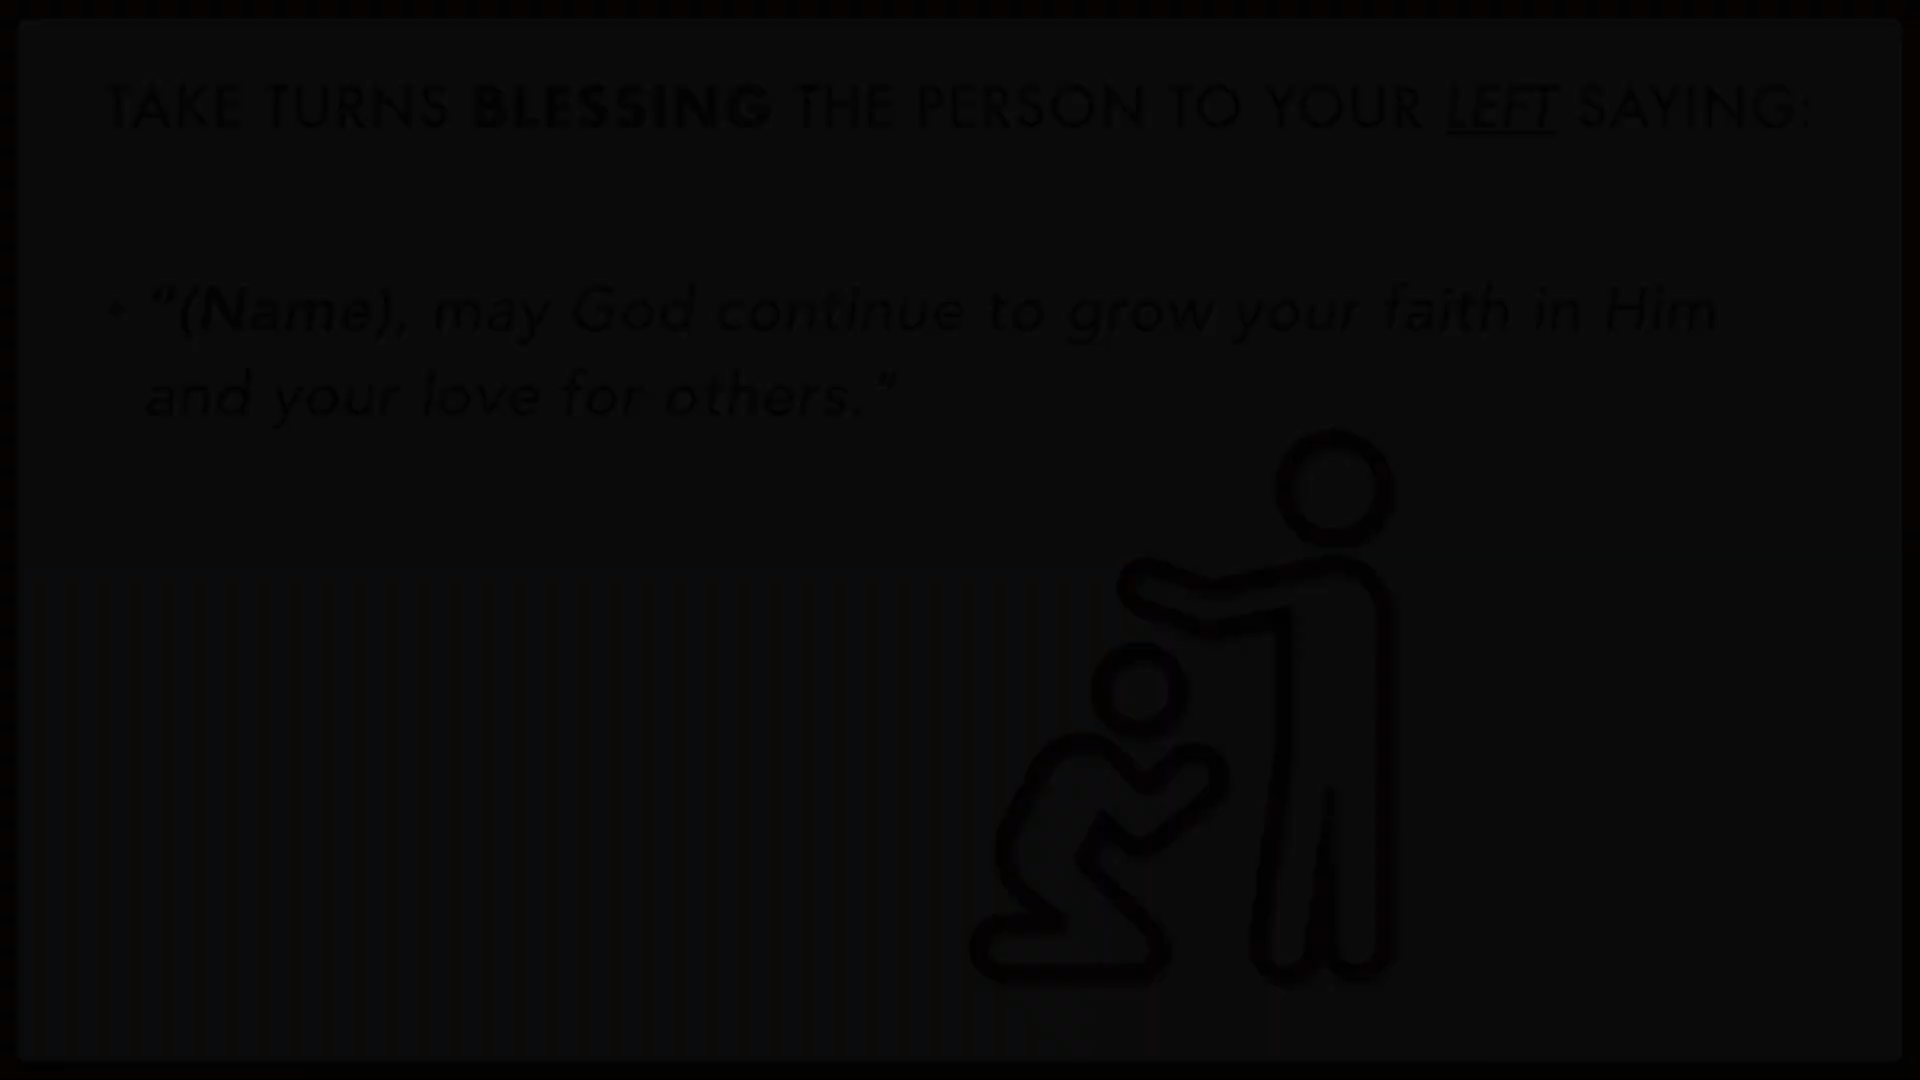 TAKE TURNS BLESSING THE PERSON TO YOUR LEFT SAYING:
• "(Name), may God continue to grow your faith in Him
and your love for others."